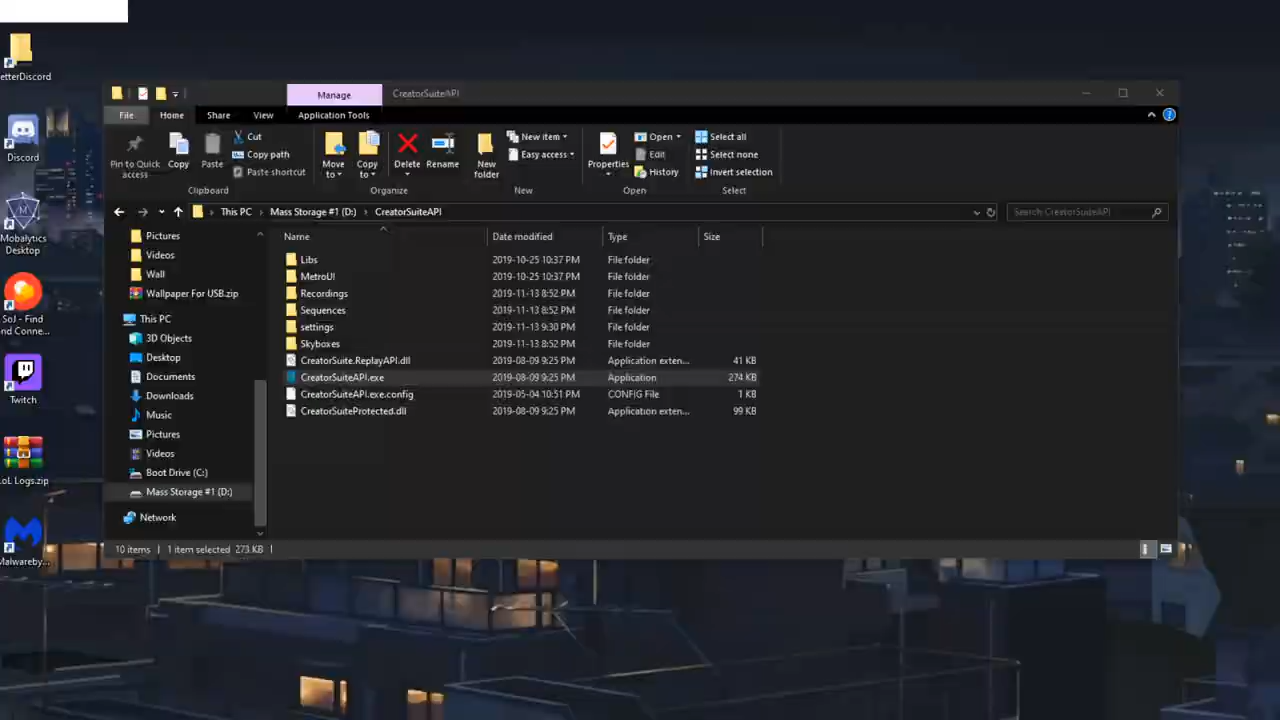 etterDiscord
Discord
Mobalytics
Desktop
SoJ - Find
nd Conne...
Twitch
oL Logs.zip
Malwareby...
Manage
CreatorSuiteAPI
File
Home
Share
View
Application Tools
Pin to Quick
access
Copy
Paste
Cut
Copy path
Paste shortcut
Clipboard
Move
to
Copy
to
Delete
Rename
Organize
New
folder
New item
Easy access
New
Properties
Open
Edit
History
Open
Select all
Select none
Invert selection
Select
This PC > Mass Storage #1 (D:) > CreatorSuiteAPI
Search CreatorSuiteAPI
Pictures
Videos
Wall
Wallpaper For USB.zip
This PC
3D Objects
Desktop
Documents
Downloads
Music
Pictures
Videos
Boot Drive (C:)
Mass Storage #1 (D:)
Network
Name Date modified Type Size
Libs 2019-10-25 10:37 PM File folder
MetroUI 2019-10-25 10:37 PM File folder
Recordings 2019-11-13 8:52 PM File folder
Sequences 2019-11-13 8:52 PM File folder
settings 2019-11-13 9:30 PM File folder
Skyboxes 2019-11-13 8:52 PM File folder
CreatorSuite.ReplayAPI.dll 2019-08-09 9:25 PM Application exten... 41 KB
CreatorSuiteAPI.exe 2019-08-09 9:25 PM Application 274 KB
CreatorSuiteAPI.exe.config 2019-05-04 10:51 PM CONFIG File 1 KB
CreatorSuiteProtected.dll 2019-08-09 9:25 PM Application exten... 99 KB
10 items 1 item selected 273 KB